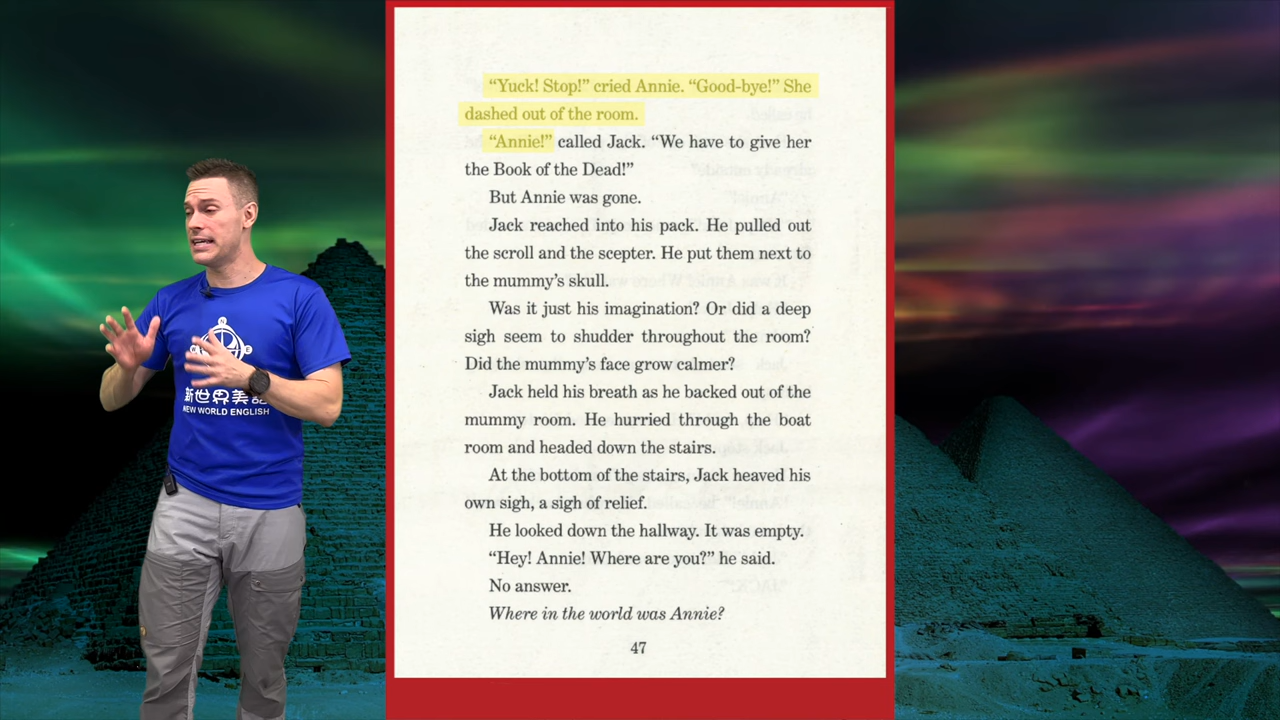 新世界美語
NEW WORLD ENGLISH
“Yuck! Stop!” cried Annie. “Good-bye!” She
dashed out of the room.
“Annie!” called Jack. “We have to give her
the Book of the Dead!”
But Annie was gone.
Jack reached into his pack. He pulled out
the scroll and the scepter. He put them next to
the mummy’s skull.
Was it just his imagination? Or did a deep
sigh seem to shudder throughout the room?
Did the mummy’s face grow calmer?
Jack held his breath as he backed out of the
mummy room. He hurried through the boat
room and headed down the stairs.
At the bottom of the stairs, Jack heaved his
own sigh, a sigh of relief.
He looked down the hallway. It was empty.
“Hey! Annie! Where are you?” he said.
No answer.
Where in the world was Annie?
47